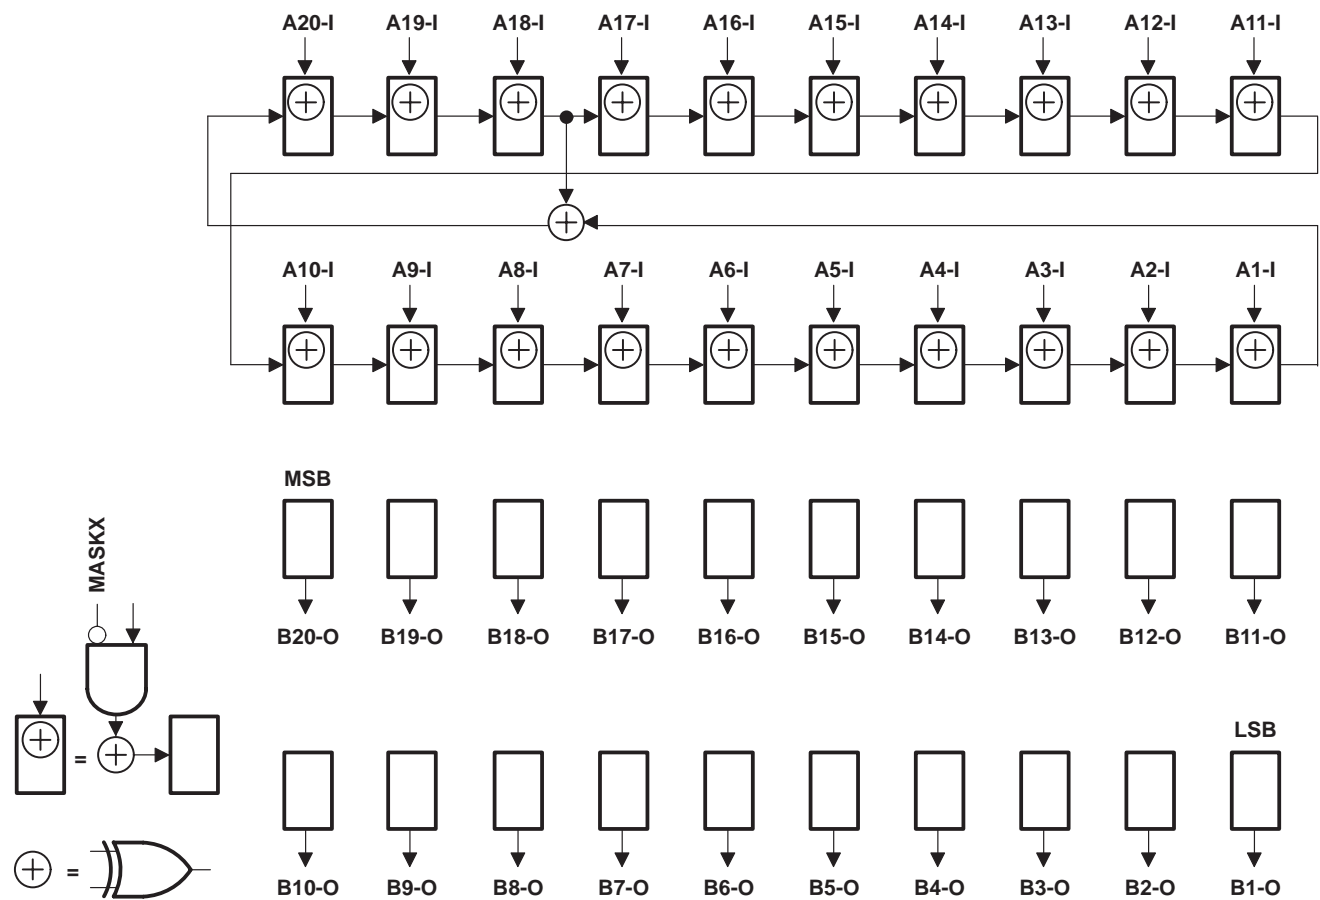 A20-I A19-I A18-I A17-I A16-I A15-I A14-I A13-I A12-I A11-I
A10-I A9-I A8-I A7-I A6-I A5-I A4-I A3-I A2-I A1-I
MSB
MASKX
B20-O B19-O B18-O B17-O B16-O B15-O B14-O B13-O B12-O B11-O
LSB
=
B10-O B9-O B8-O B7-O B6-O B5-O B4-O B3-O B2-O B1-O
=